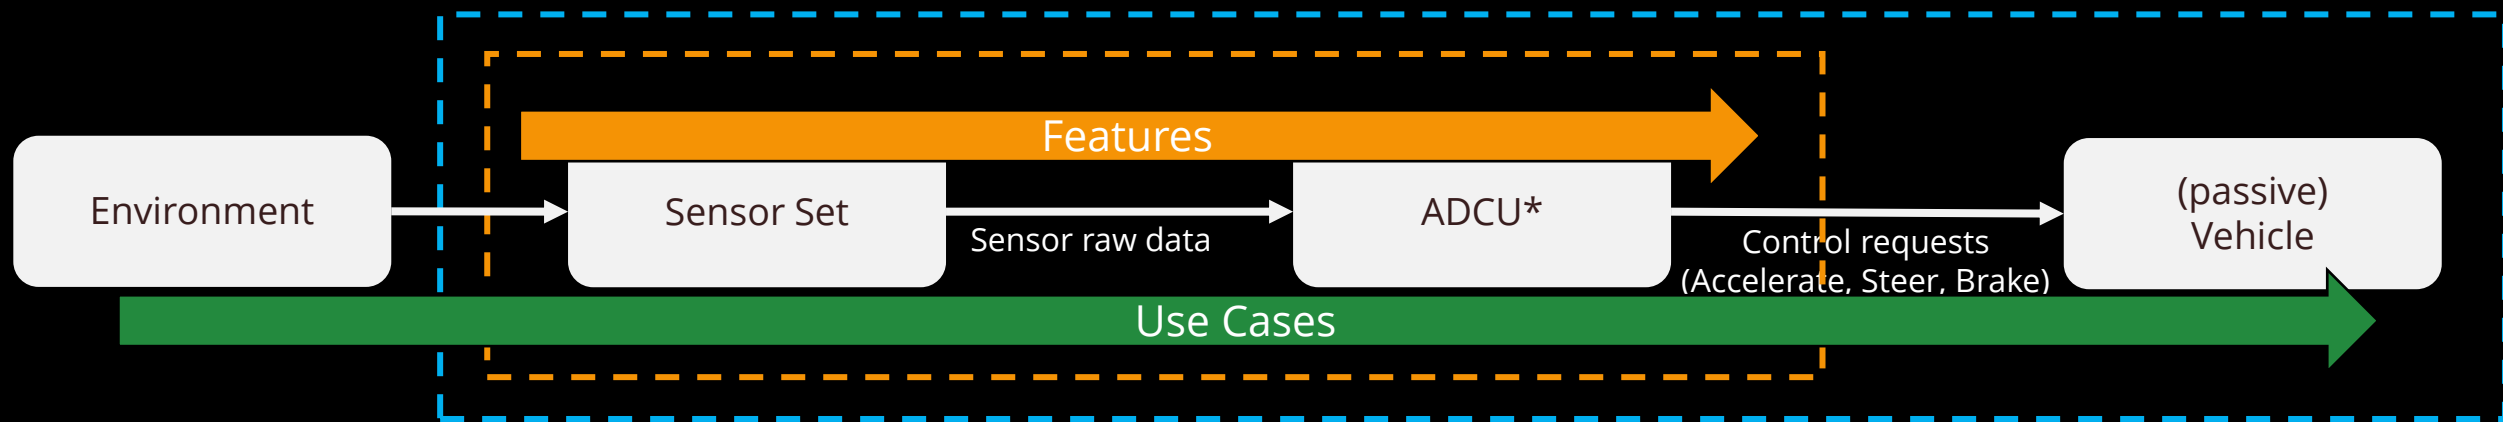 Features
Environment
Sensor Set
Sensor raw data
ADCU*
Control requests
(Accelerate, Steer, Brake)
(passive)
Vehicle
Use Cases